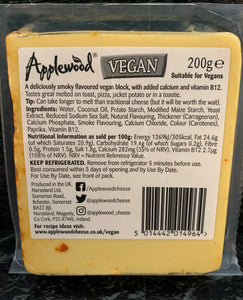 Applewood®
VEGAN
200g e
Suitable for Vegans
A deliciously smoky flavoured vegan block, with added calcium and vitamin B12.
Tastes great melted on toast, pizza, jacket potato or in a toastie.
Tip: Can take longer to melt than traditional cheese (but it will be worth the wait).
Ingredients: Water, Coconut Oil, Potato Starch, Modified Maize Starch, Yeast
Extract, Reduced Sodium Sea Salt, Natural Flavouring, Thickener (Carrageenan),
Calcium Phosphate, Smoke Flavouring, Calcium Chloride, Colour (Carotenes),
Paprika, Vitamin B12.
Nutritional Information as sold per 100g: Energy 1269kJ/305kcal, Fat 24.6g
(of which saturates 20.9g), Carbohydrate 19.4g (of which sugars 0.2g), Fibre
0.5g, Protein 1.5g, Salt 1.8g, Calcium 282mg (35% of NRV), Vitamin B12 2.7µg
(108% of NRV). NRV = Nutrient Reference Value.
KEEP REFRIGERATED. Remove from refrigerator 5 minutes before use.
Once opened, use within 5 days and do not exceed Use By Date.
For Use By Date, see front of pack.
Produced in the UK
Norseland Ltd,
Somerton Road,
Ilchester, Somerset
BA22 8JL
Norseland, Mogeely,
Co Cork, P25 X7W6, Ireland
/Applewoodcheese
@applewoodcheese
@applewood_cheese
For recipe ideas visit:
www.applewoodcheese.co.uk/vegan
5 014442 014964 >